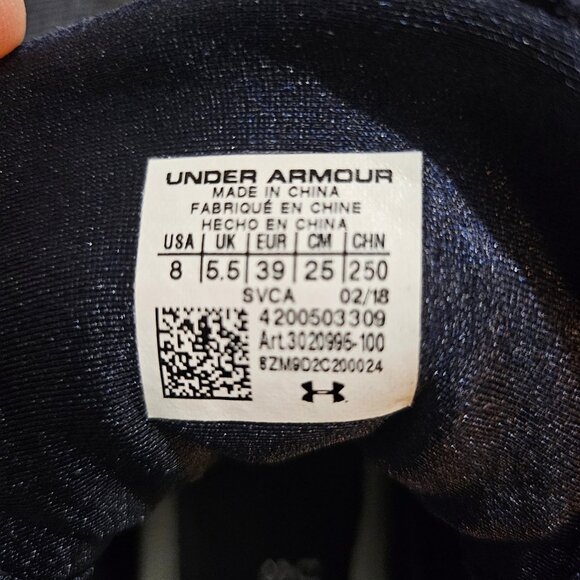 UNDER ARMOUR
MADE IN CHINA
FABRIQUÉ EN CHINE
HECHO EN CHINA
USA | UK | EUR | CM | CHN
8 | 5.5 | 39 | 25 | 250
SVCA 02/18
4200503309
Art.3020996-100
8ZM9D2C200024